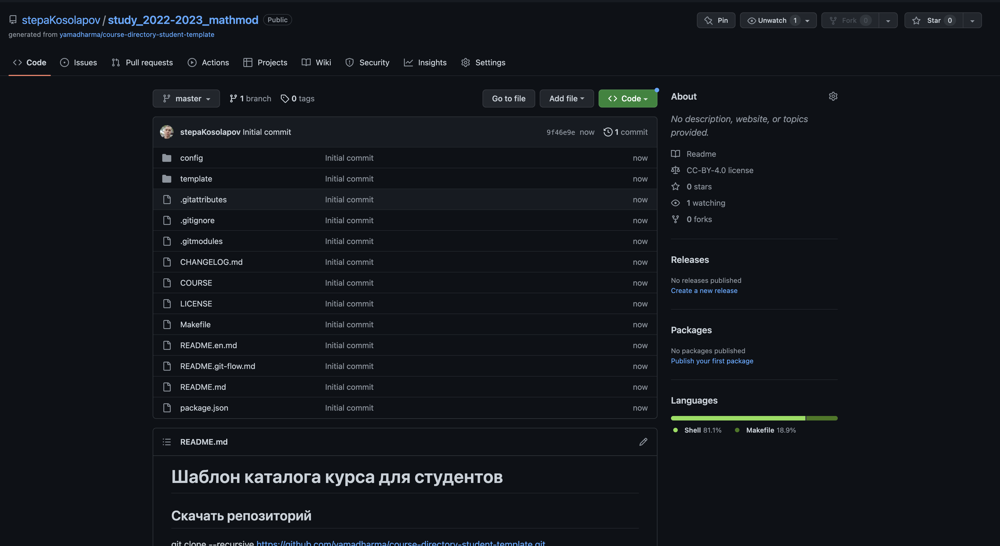 stepaKosolapov / study_2022-2023_mathmod Public
Pin Unwatch 1 Fork 0 Star 0
generated from yamadharma/course-directory-student-template
Code Issues Pull requests Actions Projects Wiki Security Insights Settings
master 1 branch 0 tags Go to file Add file Code
stepaKosolapov Initial commit 9f46e9e now 1 commit
config Initial commit now
template Initial commit now
.gitattributes Initial commit now
.gitignore Initial commit now
.gitmodules Initial commit now
CHANGELOG.md Initial commit now
COURSE Initial commit now
LICENSE Initial commit now
Makefile Initial commit now
README.en.md Initial commit now
README.git-flow.md Initial commit now
README.md Initial commit now
package.json Initial commit now
README.md
Шаблон каталога курса для студентов
Скачать репозиторий
git clone --recursive https://github.com/yamadharma/course-directory-student-template.git
About
No description, website, or topics
provided.
Readme
CC-BY-4.0 license
0 stars
1 watching
0 forks
Releases
No releases published
Create a new release
Packages
No packages published
Publish your first package
Languages
Shell 81.1% Makefile 18.9%